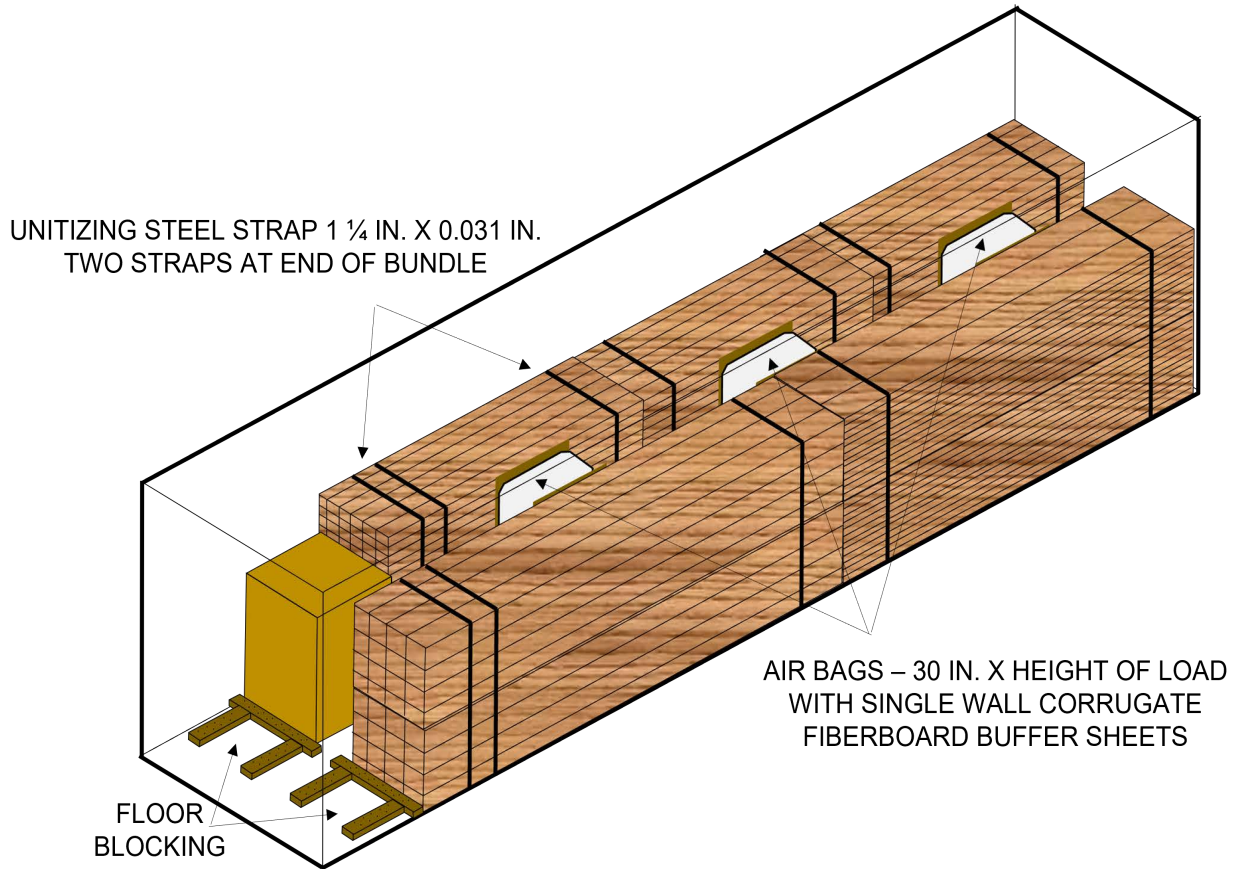 UNITIZING STEEL STRAP 1 ¼ IN. X 0.031 IN.
TWO STRAPS AT END OF BUNDLE
AIR BAGS – 30 IN. X HEIGHT OF LOAD
WITH SINGLE WALL CORRUGATE
FIBERBOARD BUFFER SHEETS
FLOOR
BLOCKING